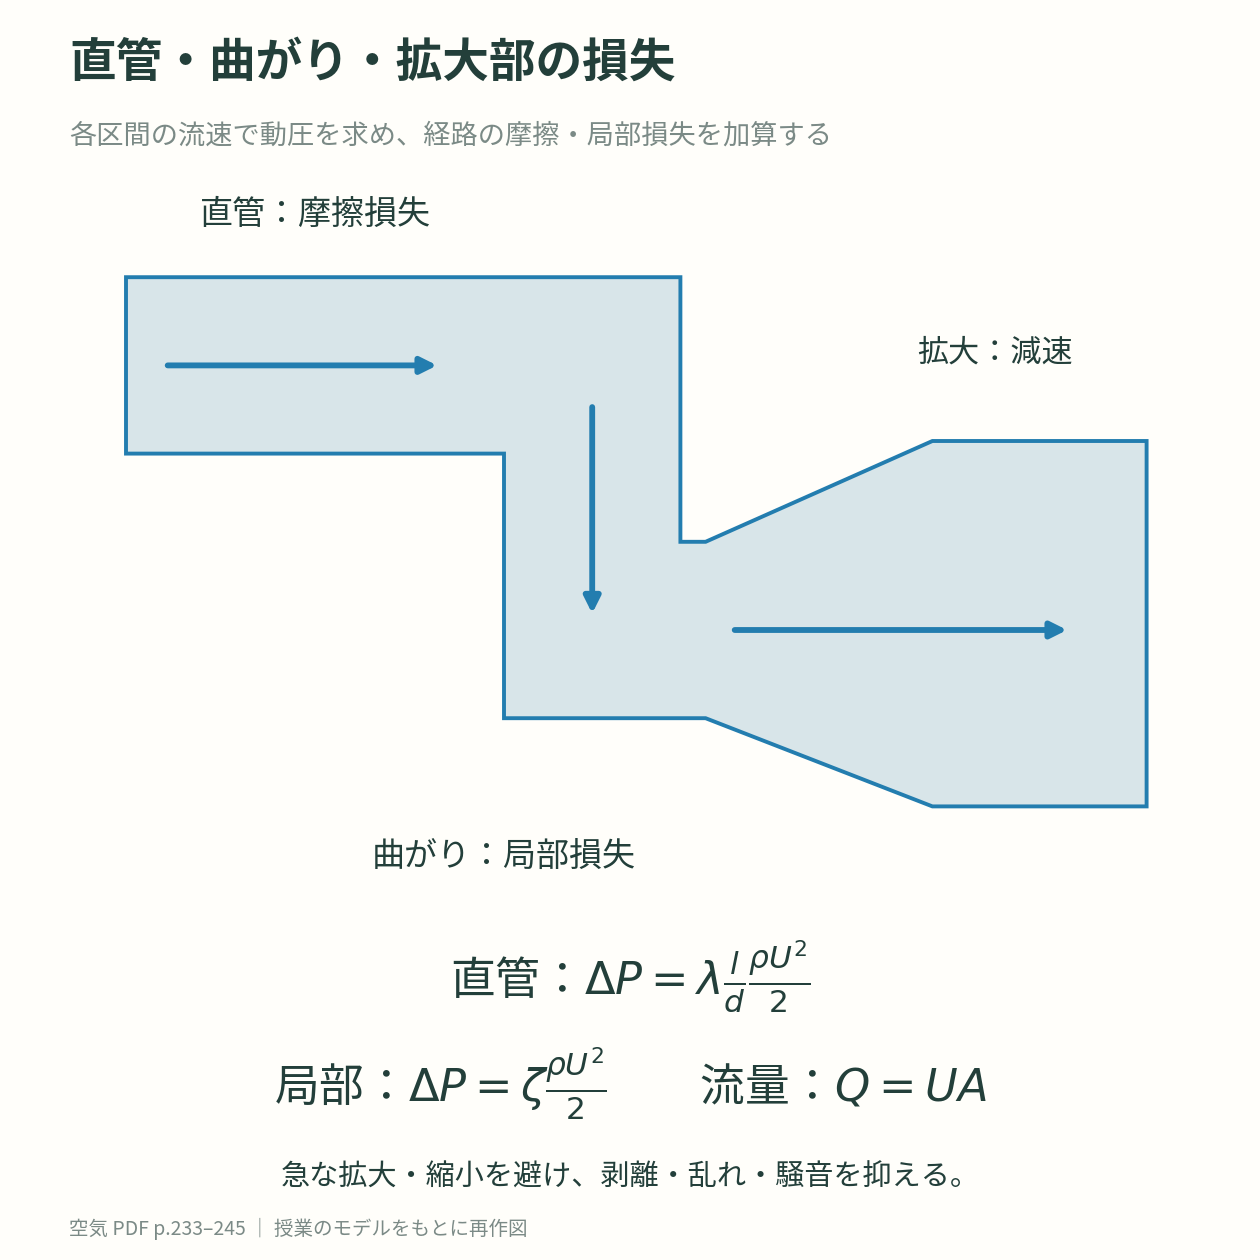 直管・曲がり・拡大部の損失
各区間の流速で動圧を求め、経路の摩擦・局部損失を加算する
直管：摩擦損失
拡大：減速
曲がり：局部損失
直管：ΔP = λ l/d ρU²/2
局部：ΔP = ζ ρU²/2　流量：Q = UA
急な拡大・縮小を避け、剥離・乱れ・騒音を抑える。
空気 PDF p.233–245 ｜ 授業のモデルをもとに再作図